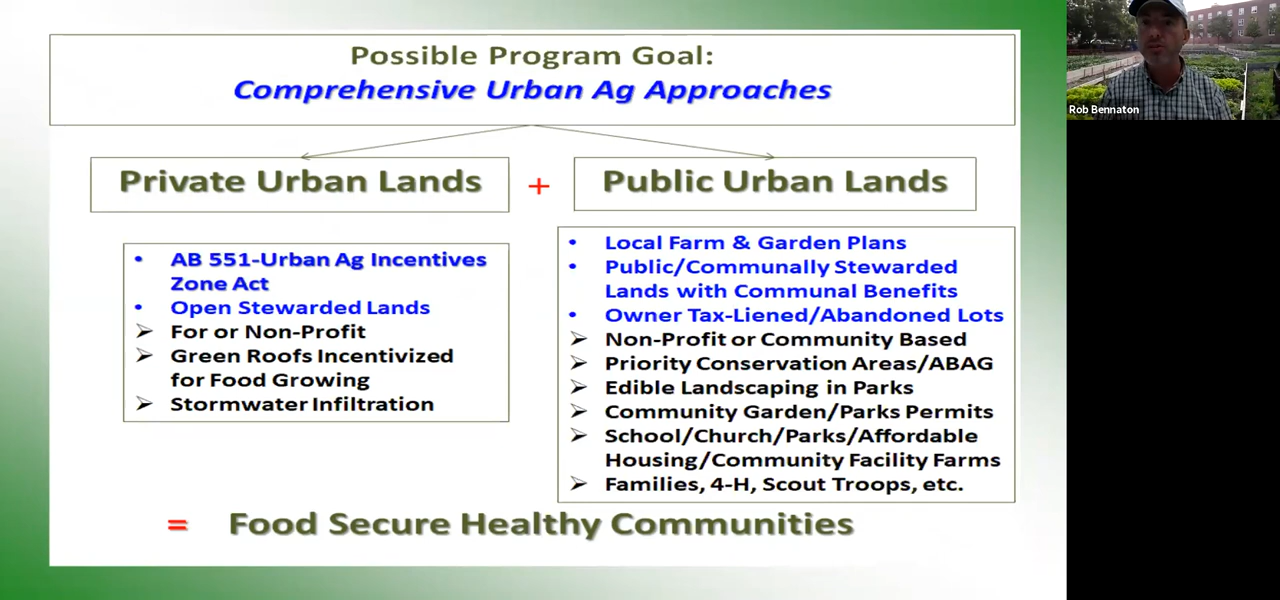 Possible Program Goal:
Comprehensive Urban Ag Approaches
Private Urban Lands
+
Public Urban Lands
• AB 551-Urban Ag Incentives
Zone Act
• Open Stewarded Lands
➢ For or Non-Profit
➢ Green Roofs Incentivized
for Food Growing
➢ Stormwater Infiltration
• Local Farm & Garden Plans
• Public/Communally Stewarded
Lands with Communal Benefits
• Owner Tax-Liened/Abandoned Lots
➢ Non-Profit or Community Based
➢ Priority Conservation Areas/ABAG
➢ Edible Landscaping in Parks
➢ Community Garden/Parks Permits
➢ School/Church/Parks/Affordable
Housing/Community Facility Farms
➢ Families, 4-H, Scout Troops, etc.
= Food Secure Healthy Communities
Rob Bennaton